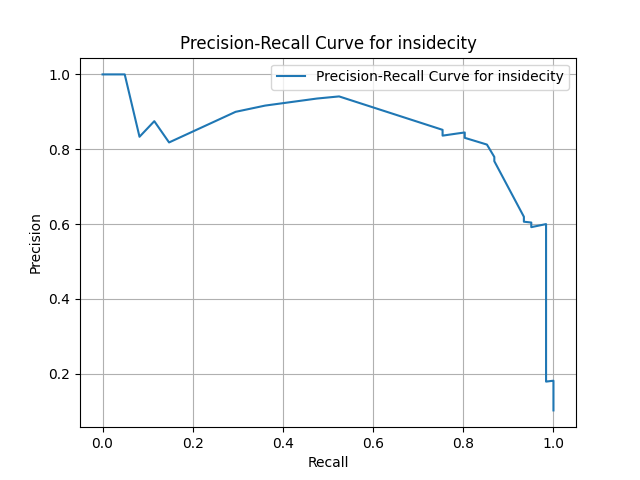 Precision-Recall Curve for insidecity
Precision-Recall Curve for insidecity
1.0
0.8
0.6
0.4
0.2
Precision
0.0 0.2 0.4 0.6 0.8 1.0
Recall